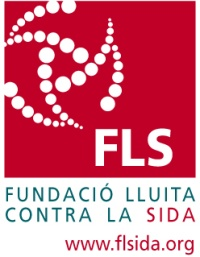 FLS
FUNDACIÓ LLUITA
CONTRA LA SIDA
www.flsida.org